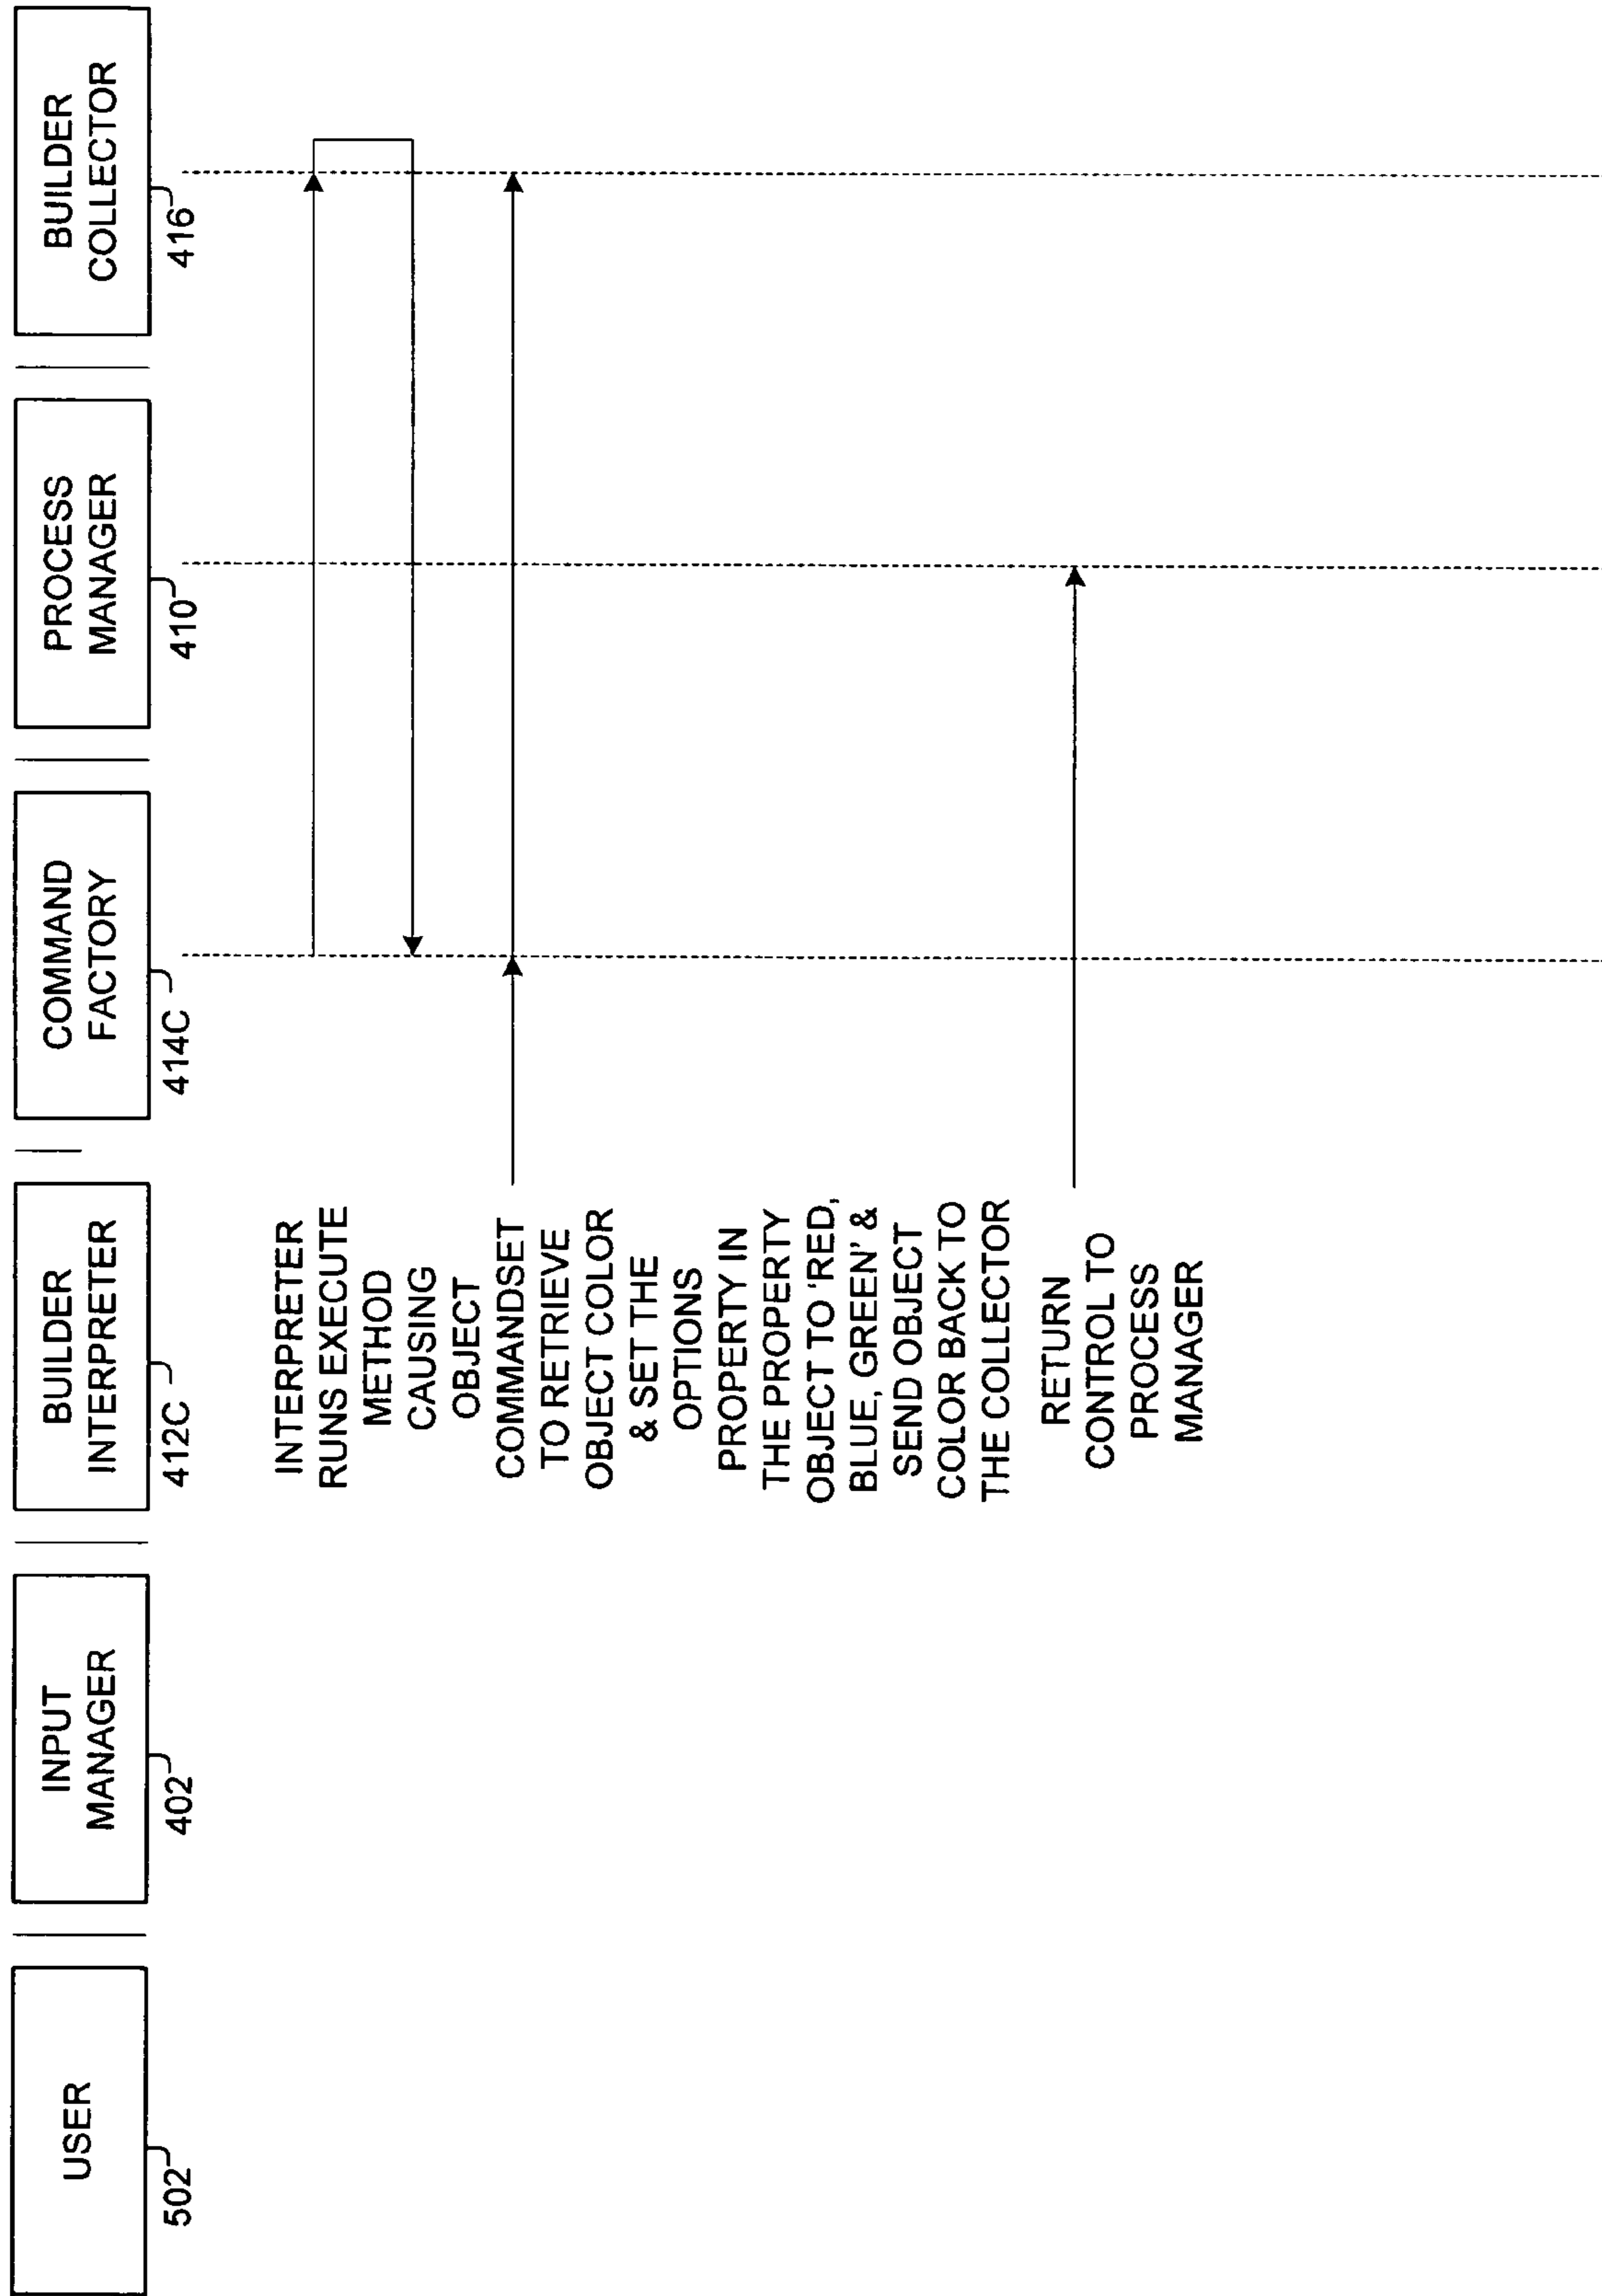 USER
502
INPUT
MANAGER
402
BUILDER
INTERPRETER
412C
COMMAND
FACTORY
414C
PROCESS
MANAGER
410
BUILDER
COLLECTOR
416
INTERPRETER
RUNS EXECUTE
METHOD
CAUSING
OBJECT
COMMANDSET
TO RETRIEVE
OBJECT COLOR
& SET THE
OPTIONS
PROPERTY IN
THE PROPERTY
OBJECT TO 'RED,
BLUE, GREEN' &
SEND OBJECT
COLOR BACK TO
THE COLLECTOR
RETURN
CONTROL TO
PROCESS
MANAGER